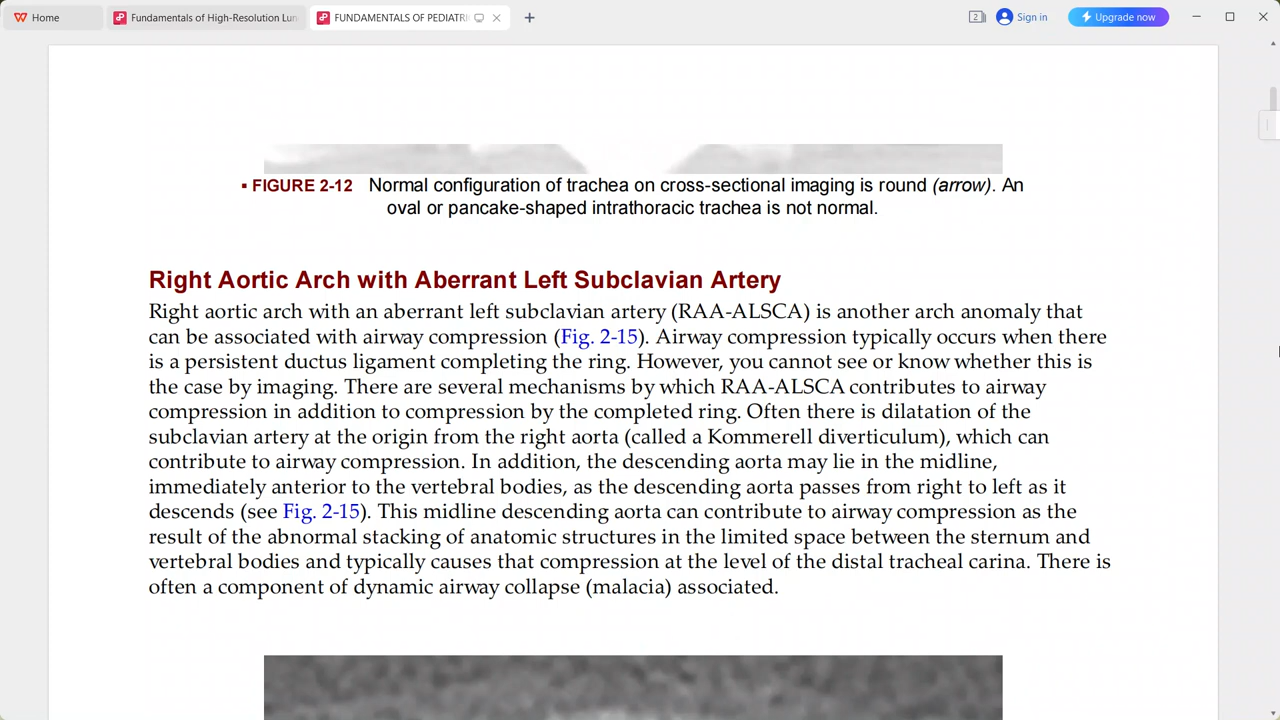 Home
Fundamentals of High-Resolution Lun
FUNDAMENTALS OF PEDIATRI
2
Sign in
Upgrade now
▪ FIGURE 2-12 Normal configuration of trachea on cross-sectional imaging is round (arrow). An
oval or pancake-shaped intrathoracic trachea is not normal.
Right Aortic Arch with Aberrant Left Subclavian Artery
Right aortic arch with an aberrant left subclavian artery (RAA-ALSCA) is another arch anomaly that
can be associated with airway compression (Fig. 2-15). Airway compression typically occurs when there
is a persistent ductus ligament completing the ring. However, you cannot see or know whether this is
the case by imaging. There are several mechanisms by which RAA-ALSCA contributes to airway
compression in addition to compression by the completed ring. Often there is dilatation of the
subclavian artery at the origin from the right aorta (called a Kommerell diverticulum), which can
contribute to airway compression. In addition, the descending aorta may lie in the midline,
immediately anterior to the vertebral bodies, as the descending aorta passes from right to left as it
descends (see Fig. 2-15). This midline descending aorta can contribute to airway compression as the
result of the abnormal stacking of anatomic structures in the limited space between the sternum and
vertebral bodies and typically causes that compression at the level of the distal tracheal carina. There is
often a component of dynamic airway collapse (malacia) associated.